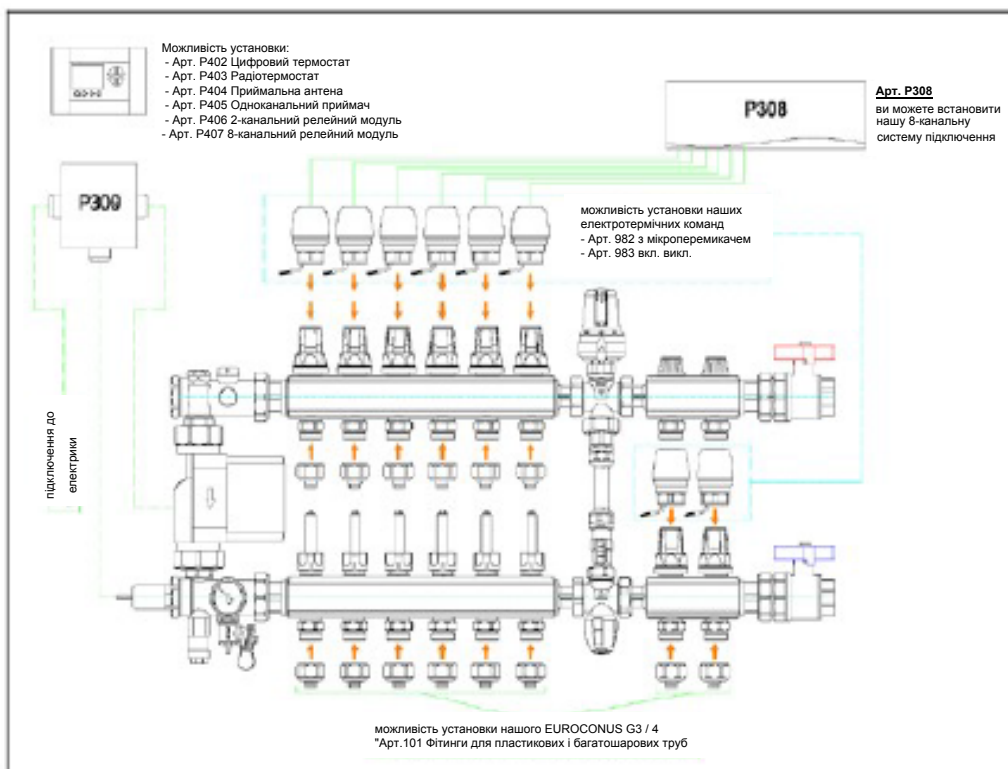 Можливість установки:
- Арт. P402 Цифровий термостат
- Арт. P403 Радіотермостат
- Арт. P404 Приймальна антена
- Арт. P405 Одноканальний приймач
- Арт. P406 2-канальний релейний модуль
- Арт. P407 8-канальний релейний модуль
P308
Арт. P308
ви можете встановити
нашу 8-канальну
систему підключення
P309
можливість установки наших
електротермічних команд
- Арт. 982 з мікроперемикачем
- Арт. 983 вкл. викл.
підключення до
електрики
можливість установки нашого EUROCONUS G3 / 4
"Арт.101 Фітинги для пластикових і багатошарових труб